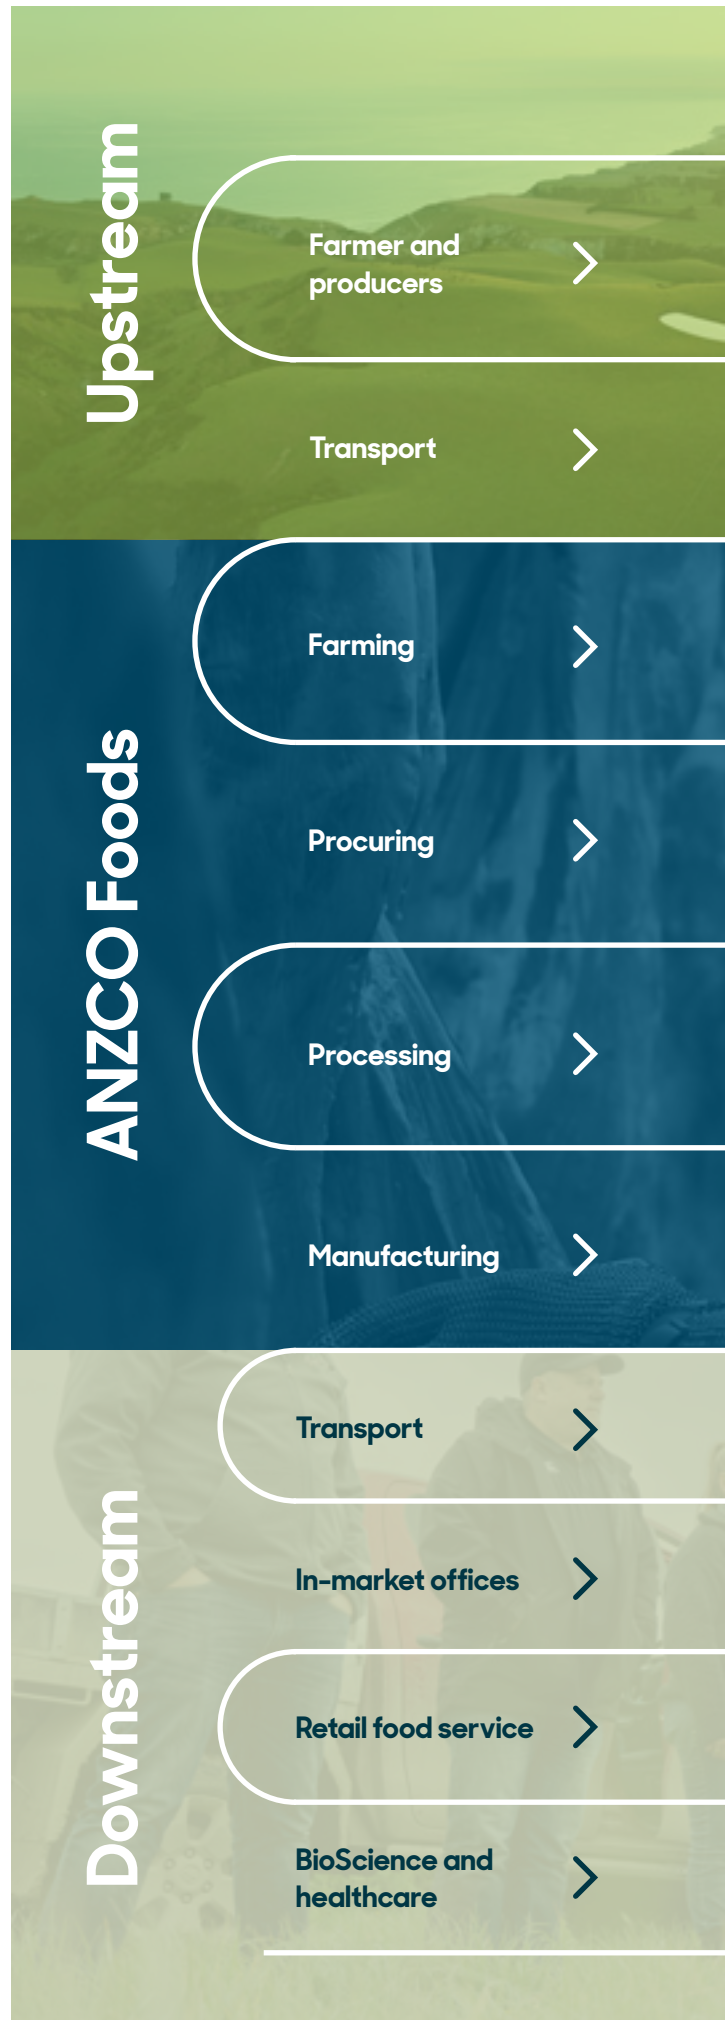 Upstream
Farmer and
producers
Transport
ANZCO Foods
Farming
Procuring
Processing
Manufacturing
Downstream
Transport
In-market offices
Retail food service
BioScience and
healthcare